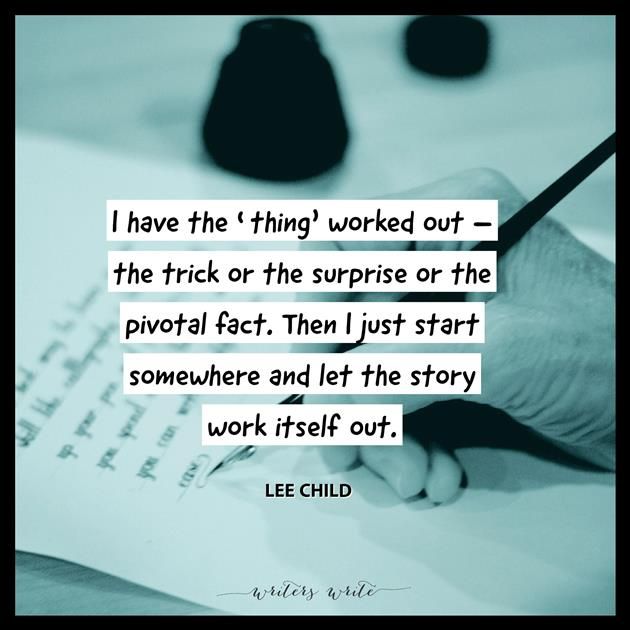 I have the ‘ thing’ worked out –
the trick or the surprise or the
pivotal fact. Then I just start
somewhere and let the story
work itself out.
LEE CHILD
writers write